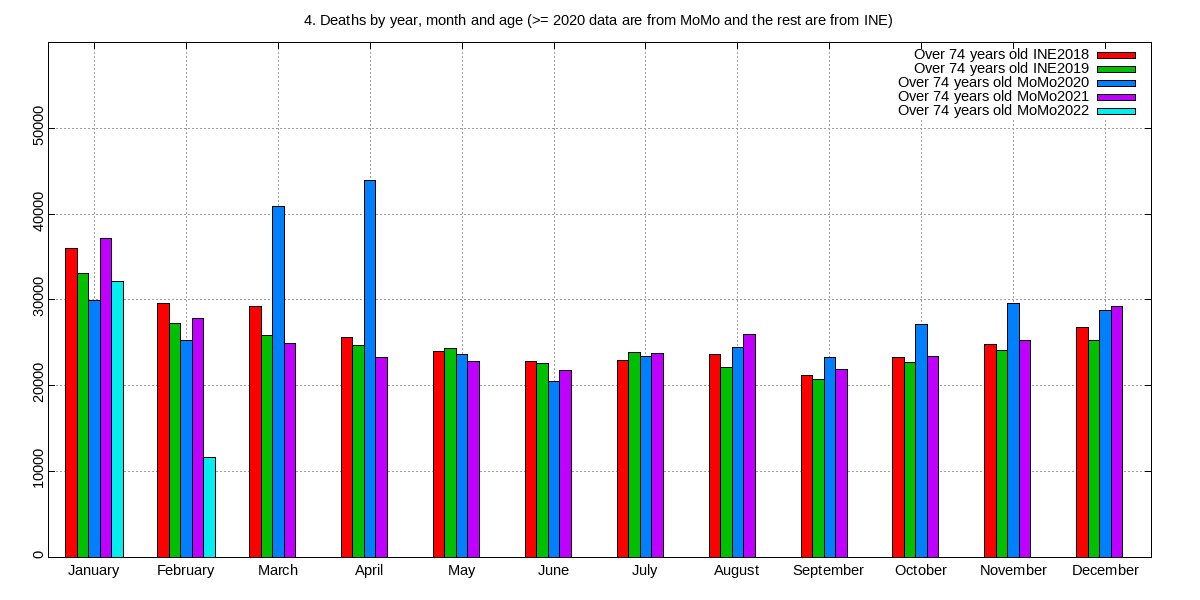 4. Deaths by year, month and age (>= 2020 data are from MoMo and the rest are from INE)
Over 74 years old INE2018
Over 74 years old INE2019
Over 74 years old MoMo2020
Over 74 years old MoMo2021
Over 74 years old MoMo2022
50000
40000
30000
20000
10000
0
January February March April May June July August September October November December